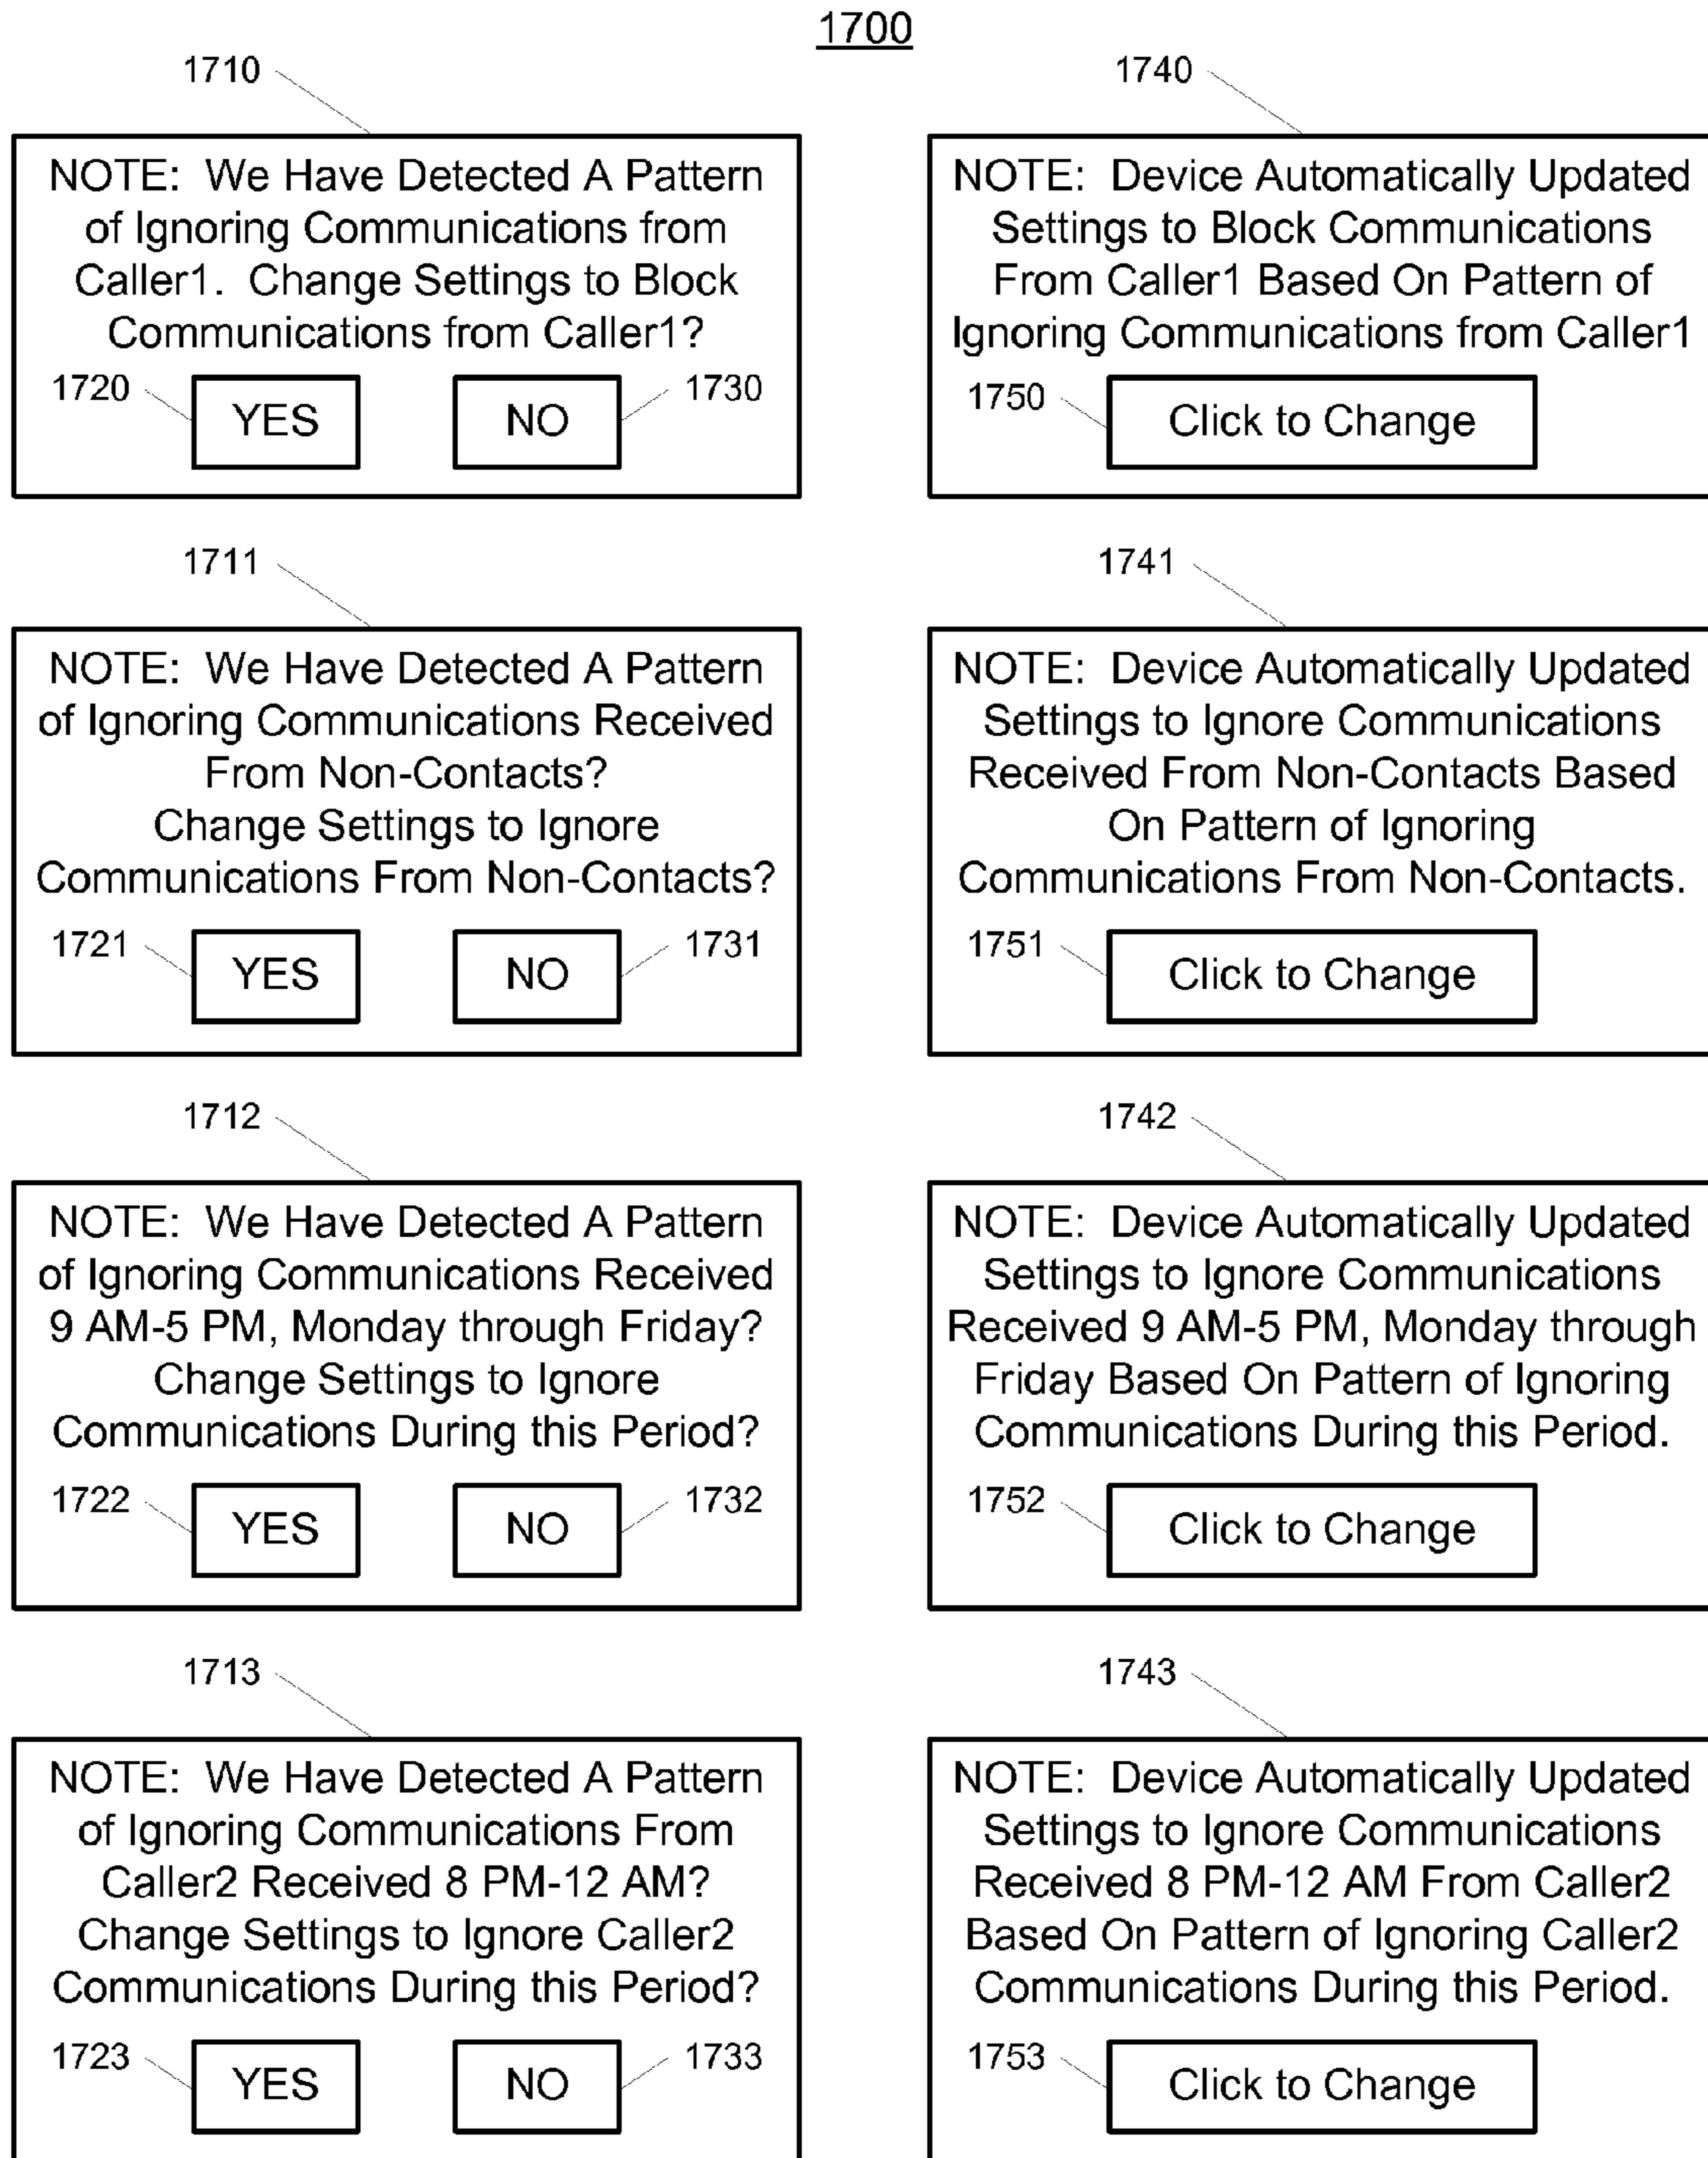 1700
1710
NOTE: We Have Detected A Pattern
of Ignoring Communications from
Caller1. Change Settings to Block
Communications from Caller1?
1720
YES
NO
1730
1740
NOTE: Device Automatically Updated
Settings to Block Communications
From Caller1 Based On Pattern of
Ignoring Communications from Caller1
1750
Click to Change
1711
NOTE: We Have Detected A Pattern
of Ignoring Communications Received
From Non-Contacts?
Change Settings to Ignore
Communications From Non-Contacts?
1721
YES
NO
1731
1741
NOTE: Device Automatically Updated
Settings to Ignore Communications
Received From Non-Contacts Based
On Pattern of Ignoring
Communications From Non-Contacts.
1751
Click to Change
1712
NOTE: We Have Detected A Pattern
of Ignoring Communications Received
9 AM-5 PM, Monday through Friday?
Change Settings to Ignore
Communications During this Period?
1722
YES
NO
1732
1742
NOTE: Device Automatically Updated
Settings to Ignore Communications
Received 9 AM-5 PM, Monday through
Friday Based On Pattern of Ignoring
Communications During this Period.
1752
Click to Change
1713
NOTE: We Have Detected A Pattern
of Ignoring Communications From
Caller2 Received 8 PM-12 AM?
Change Settings to Ignore Caller2
Communications During this Period?
1723
YES
NO
1733
1743
NOTE: Device Automatically Updated
Settings to Ignore Communications
Received 8 PM-12 AM From Caller2
Based On Pattern of Ignoring Caller2
Communications During this Period.
1753
Click to Change